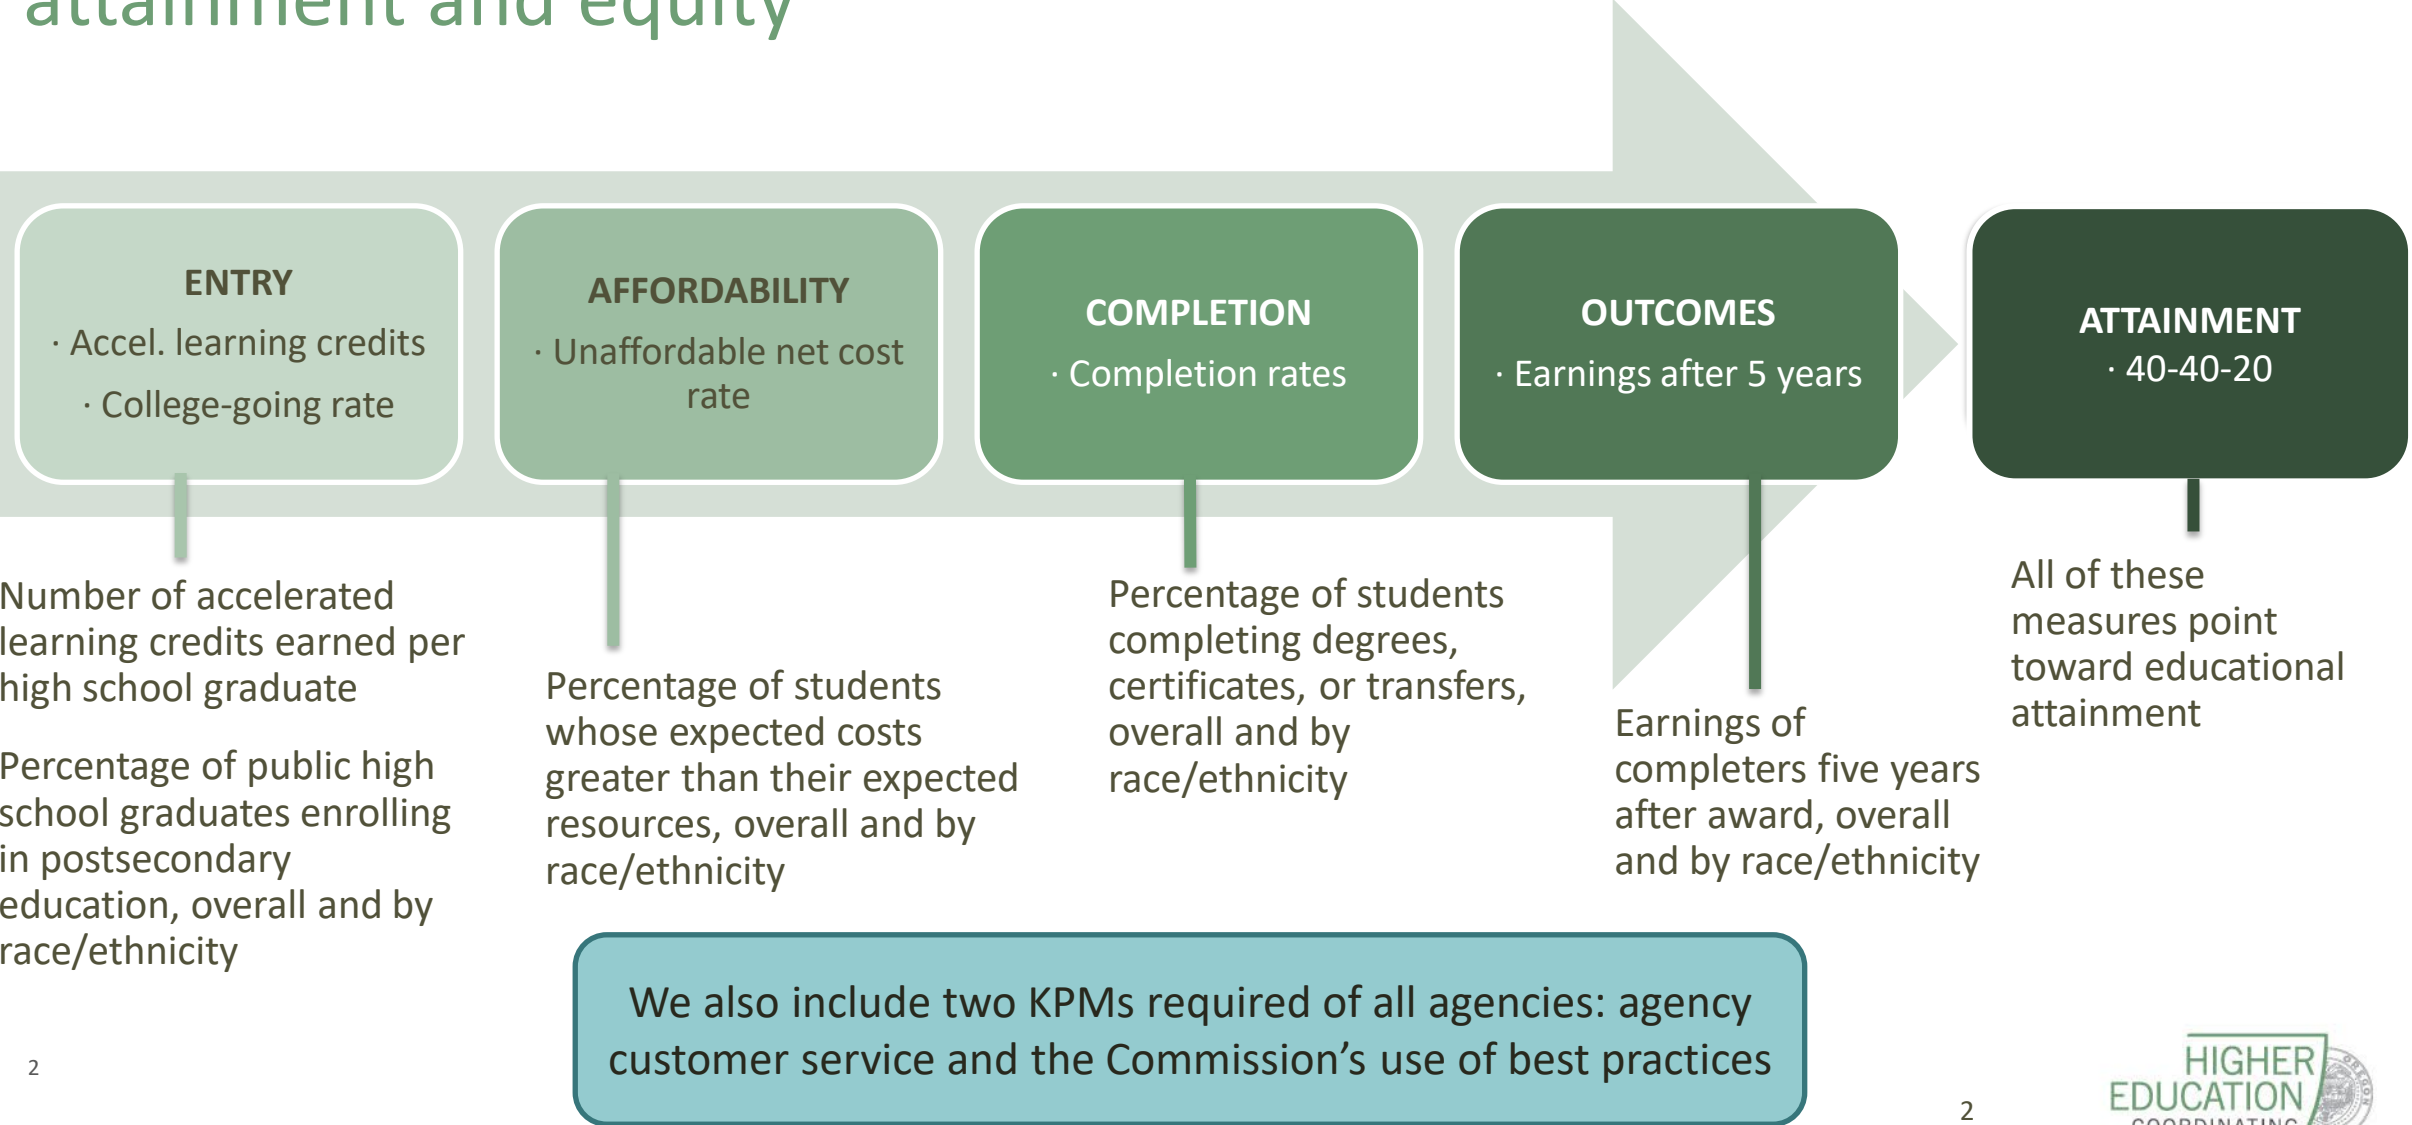 attainment and equity
ENTRY
· Accel. learning credits
· College-going rate
AFFORDABILITY
· Unaffordable net cost
rate
COMPLETION
· Completion rates
OUTCOMES
· Earnings after 5 years
ATTAINMENT
· 40-40-20
Number of accelerated
learning credits earned per
high school graduate
Percentage of public high
school graduates enrolling
in postsecondary
education, overall and by
race/ethnicity
Percentage of students
whose expected costs
greater than their expected
resources, overall and by
race/ethnicity
Percentage of students
completing degrees,
certificates, or transfers,
overall and by
race/ethnicity
Earnings of
completers five years
after award, overall
and by race/ethnicity
All of these
measures point
toward educational
attainment
We also include two KPMs required of all agencies: agency
customer service and the Commission’s use of best practices
2
2
HIGHER
EDUCATION
COORDINATING
OREGON